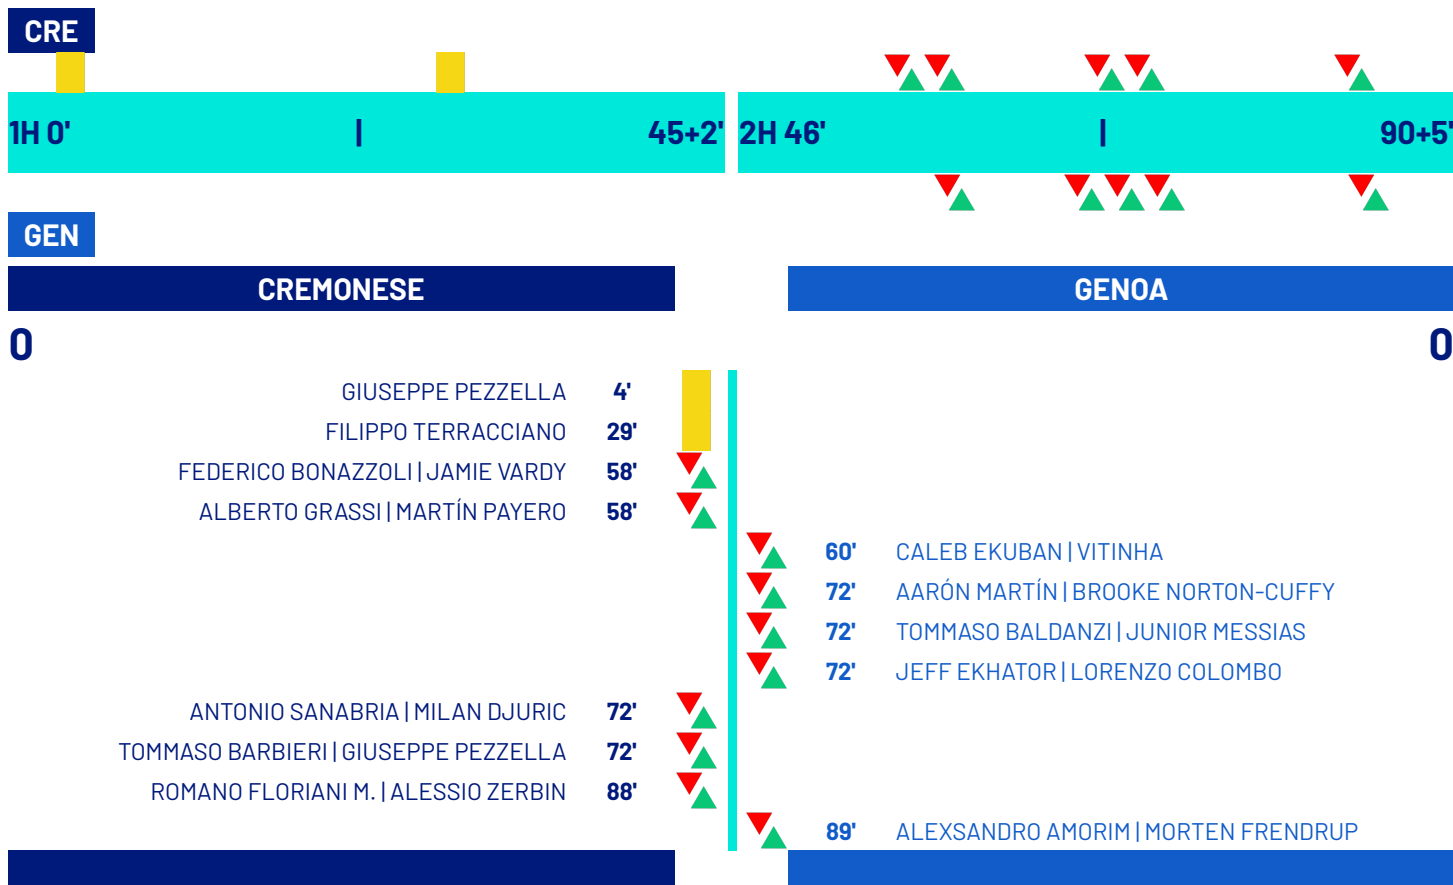 CRE
1H 0' | 45+2' 2H 46' | 90+5'
GEN
CREMONESE GENOA
0 0
GIUSEPPE PEZZELLA 4'
FILIPPO TERRACCIANO 29'
FEDERICO BONAZZOLI | JAMIE VARDY 58'
ALBERTO GRASSI | MARTÍN PAYERO 58'
60' CALEB EKUBAN | VITINHA
72' AARÓN MARTÍN | BROOKE NORTON-CUFFY
72' TOMMASO BALDANZI | JUNIOR MESSIAS
72' JEFF EKHATOR | LORENZO COLOMBO
ANTONIO SANABRIA | MILAN DJURIC 72'
TOMMASO BARBIERI | GIUSEPPE PEZZELLA 72'
ROMANO FLORIANI M. | ALESSIO ZERBIN 88'
89' ALEXSANDRO AMORIM | MORTEN FRENDRUP